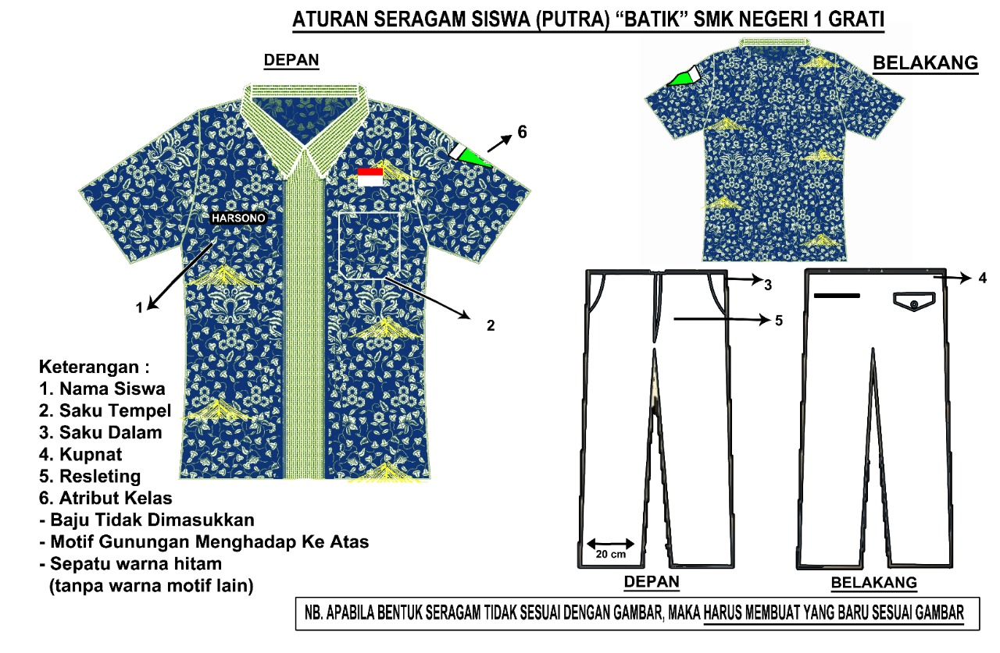 ATURAN SERAGAM SISWA (PUTRA) “BATIK” SMK NEGERI 1 GRATI
DEPAN
BELAKANG
6
HARSONO
1
2
3
4
5
Keterangan :
1. Nama Siswa
2. Saku Tempel
3. Saku Dalam
4. Kupnat
5. Resleting
6. Atribut Kelas
- Baju Tidak Dimasukkan
- Motif Gunungan Menghadap Ke Atas
- Sepatu warna hitam
(tanpa warna motif lain)
20 cm
DEPAN
BELAKANG
NB. APABILA BENTUK SERAGAM TIDAK SESUAI DENGAN GAMBAR, MAKA HARUS MEMBUAT YANG BARU SESUAI GAMBAR